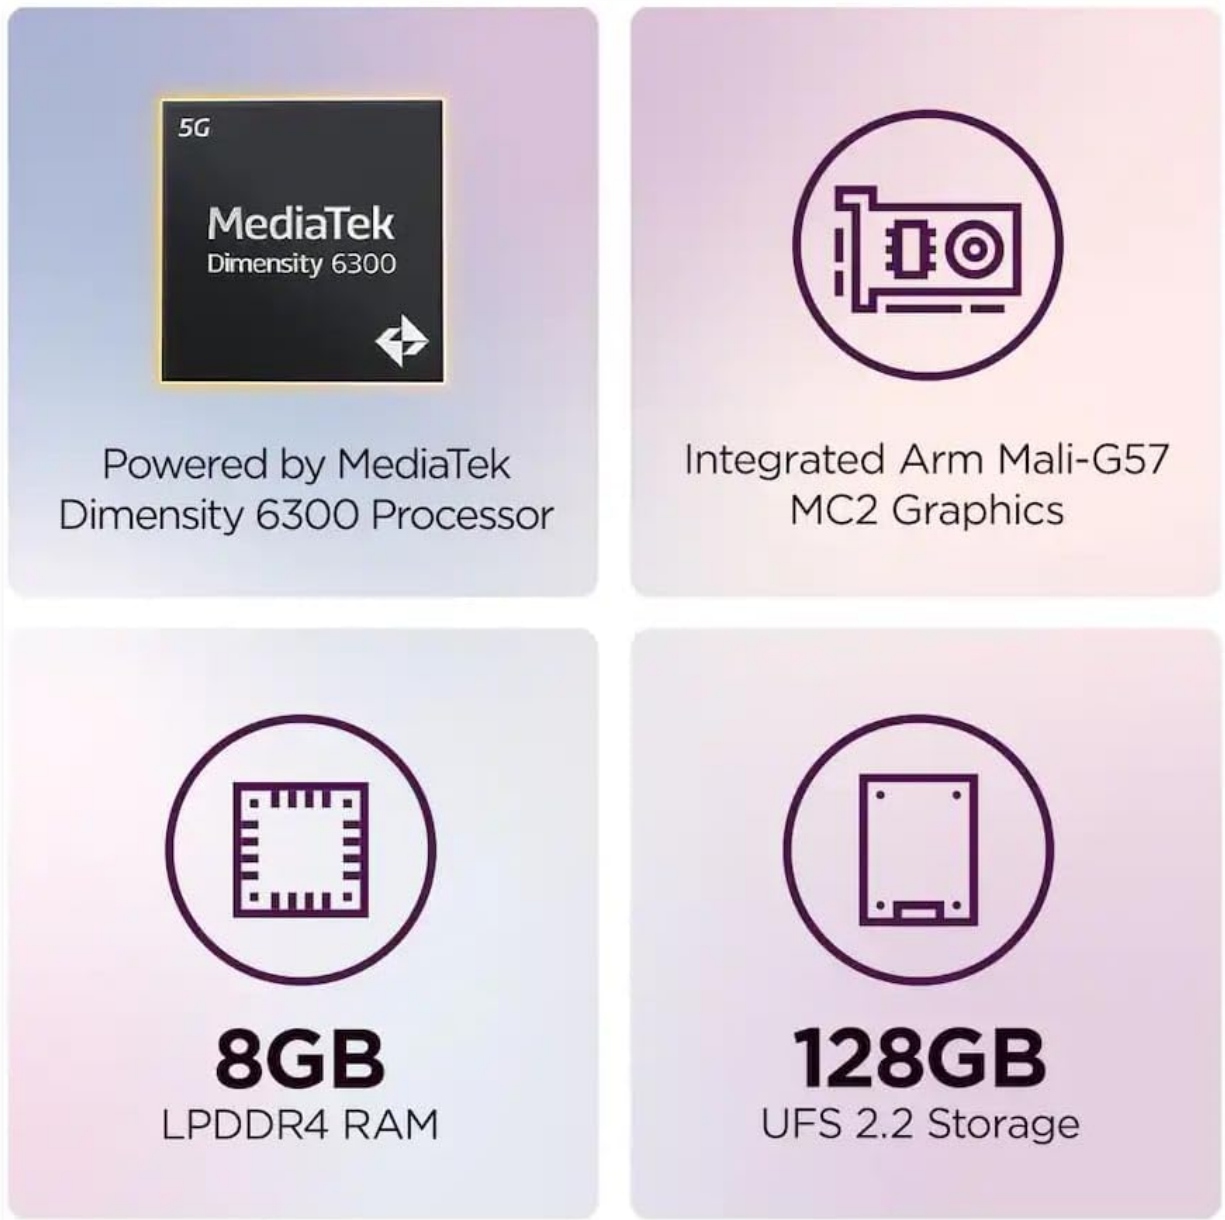 5G
MediaTek
Dimensity 6300
Powered by MediaTek
Dimensity 6300 Processor
Integrated Arm Mali-G57
MC2 Graphics
8GB
LPDDR4 RAM
128GB
UFS 2.2 Storage